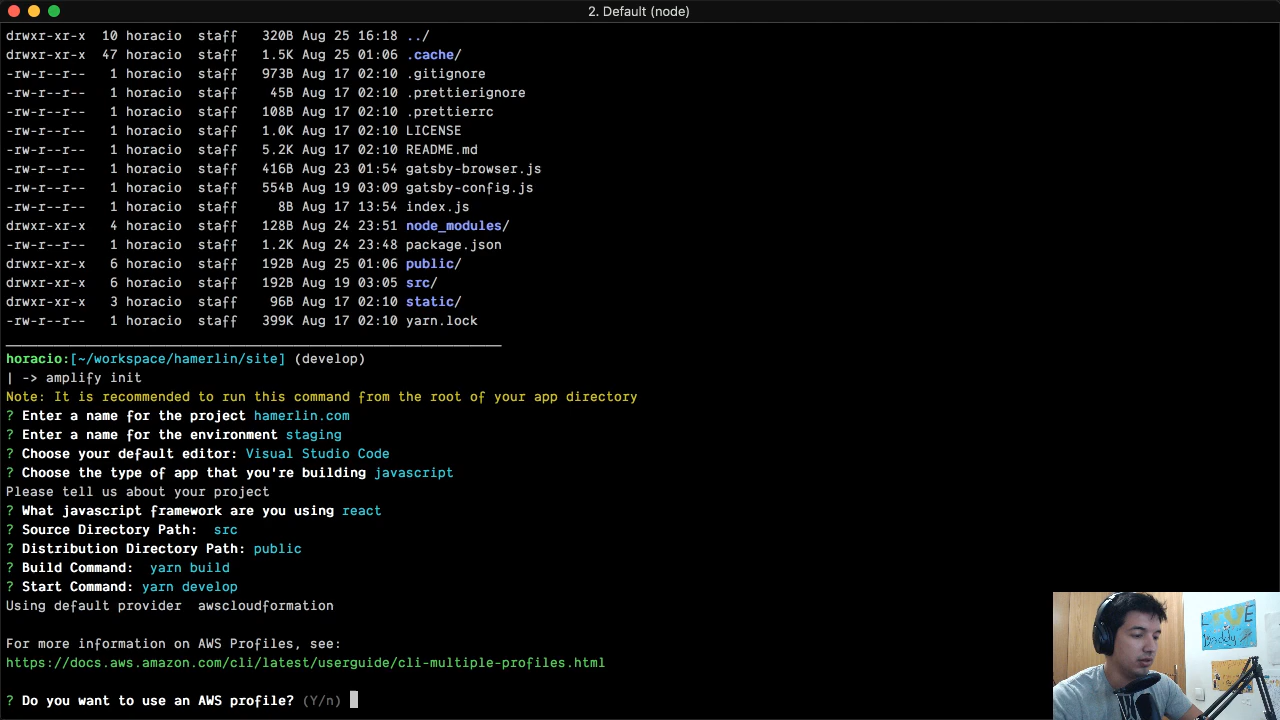 2. Default (node)
drwxr-xr-x 10 horacio staff 320B Aug 25 16:18 ../
drwxr-xr-x 47 horacio staff 1.5K Aug 25 01:06 .cache/
-rw-r--r-- 1 horacio staff 973B Aug 17 02:10 .gitignore
-rw-r--r-- 1 horacio staff 45B Aug 17 02:10 .prettierignore
-rw-r--r-- 1 horacio staff 108B Aug 17 02:10 .prettierrc
-rw-r--r-- 1 horacio staff 1.0K Aug 17 02:10 LICENSE
-rw-r--r-- 1 horacio staff 5.2K Aug 17 02:10 README.md
-rw-r--r-- 1 horacio staff 416B Aug 23 01:54 gatsby-browser.js
-rw-r--r-- 1 horacio staff 554B Aug 19 03:09 gatsby-config.js
-rw-r--r-- 1 horacio staff 8B Aug 17 13:54 index.js
drwxr-xr-x 4 horacio staff 128B Aug 24 23:51 node_modules/
-rw-r--r-- 1 horacio staff 1.2K Aug 24 23:48 package.json
drwxr-xr-x 6 horacio staff 192B Aug 25 01:06 public/
drwxr-xr-x 6 horacio staff 192B Aug 19 03:05 src/
drwxr-xr-x 3 horacio staff 96B Aug 17 02:10 static/
-rw-r--r-- 1 horacio staff 399K Aug 17 02:10 yarn.lock
horacio:[~/workspace/hamerlin/site] (develop)
| -> amplify init
Note: It is recommended to run this command from the root of your app directory
? Enter a name for the project hamerlin.com
? Enter a name for the environment staging
? Choose your default editor: Visual Studio Code
? Choose the type of app that you're building javascript
Please tell us about your project
? What javascript framework are you using react
? Source Directory Path: src
? Distribution Directory Path: public
? Build Command: yarn build
? Start Command: yarn develop
Using default provider awscloudformation
For more information on AWS Profiles, see:
https://docs.aws.amazon.com/cli/latest/userguide/cli-multiple-profiles.html
? Do you want to use an AWS profile? (Y/n)